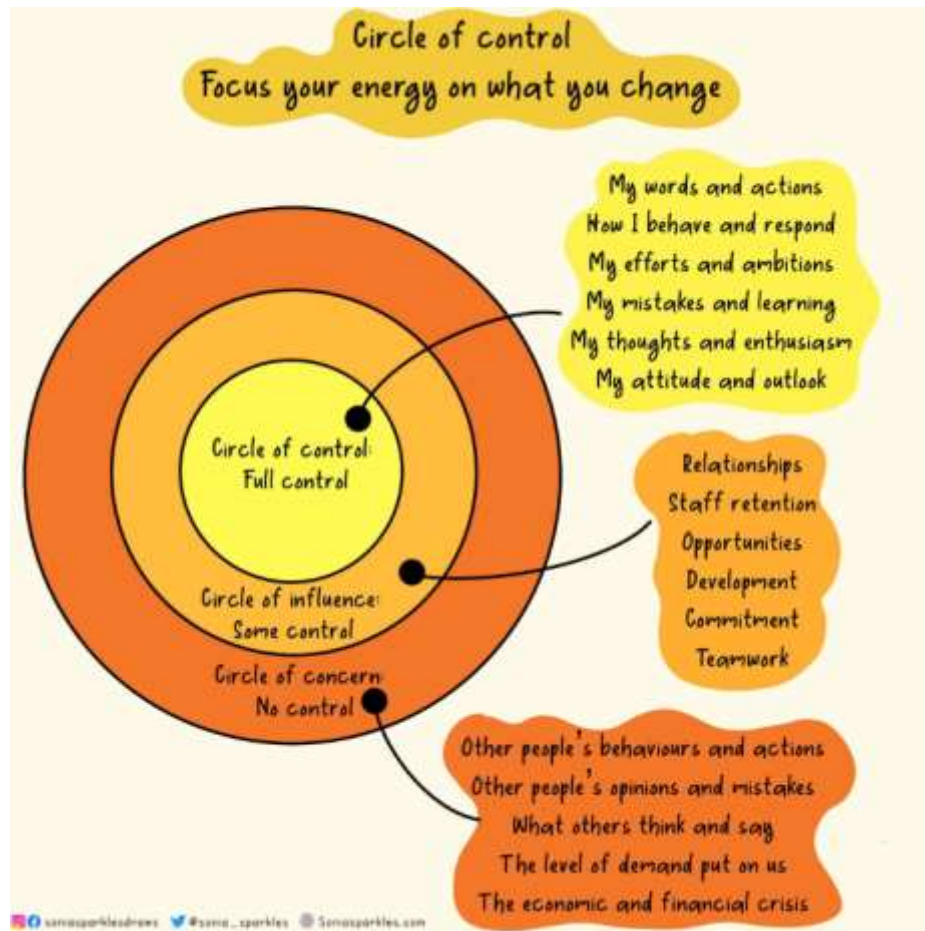 Circle of control
Focus your energy on what you change
My words and actions
How I behave and respond
My efforts and ambitions
My mistakes and learning
My thoughts and enthusiasm
My attitude and outlook
Circle of control:
Full control
Relationships
Staff retention
Opportunities
Development
Commitment
Teamwork
Circle of influence:
Some control
Circle of concern:
No control
Other people's behaviours and actions
Other people's opinions and mistakes
What others think and say
The level of demand put on us
The economic and financial crisis
soniasparklesdraws #sonia_sparkles Soniasparkles.com